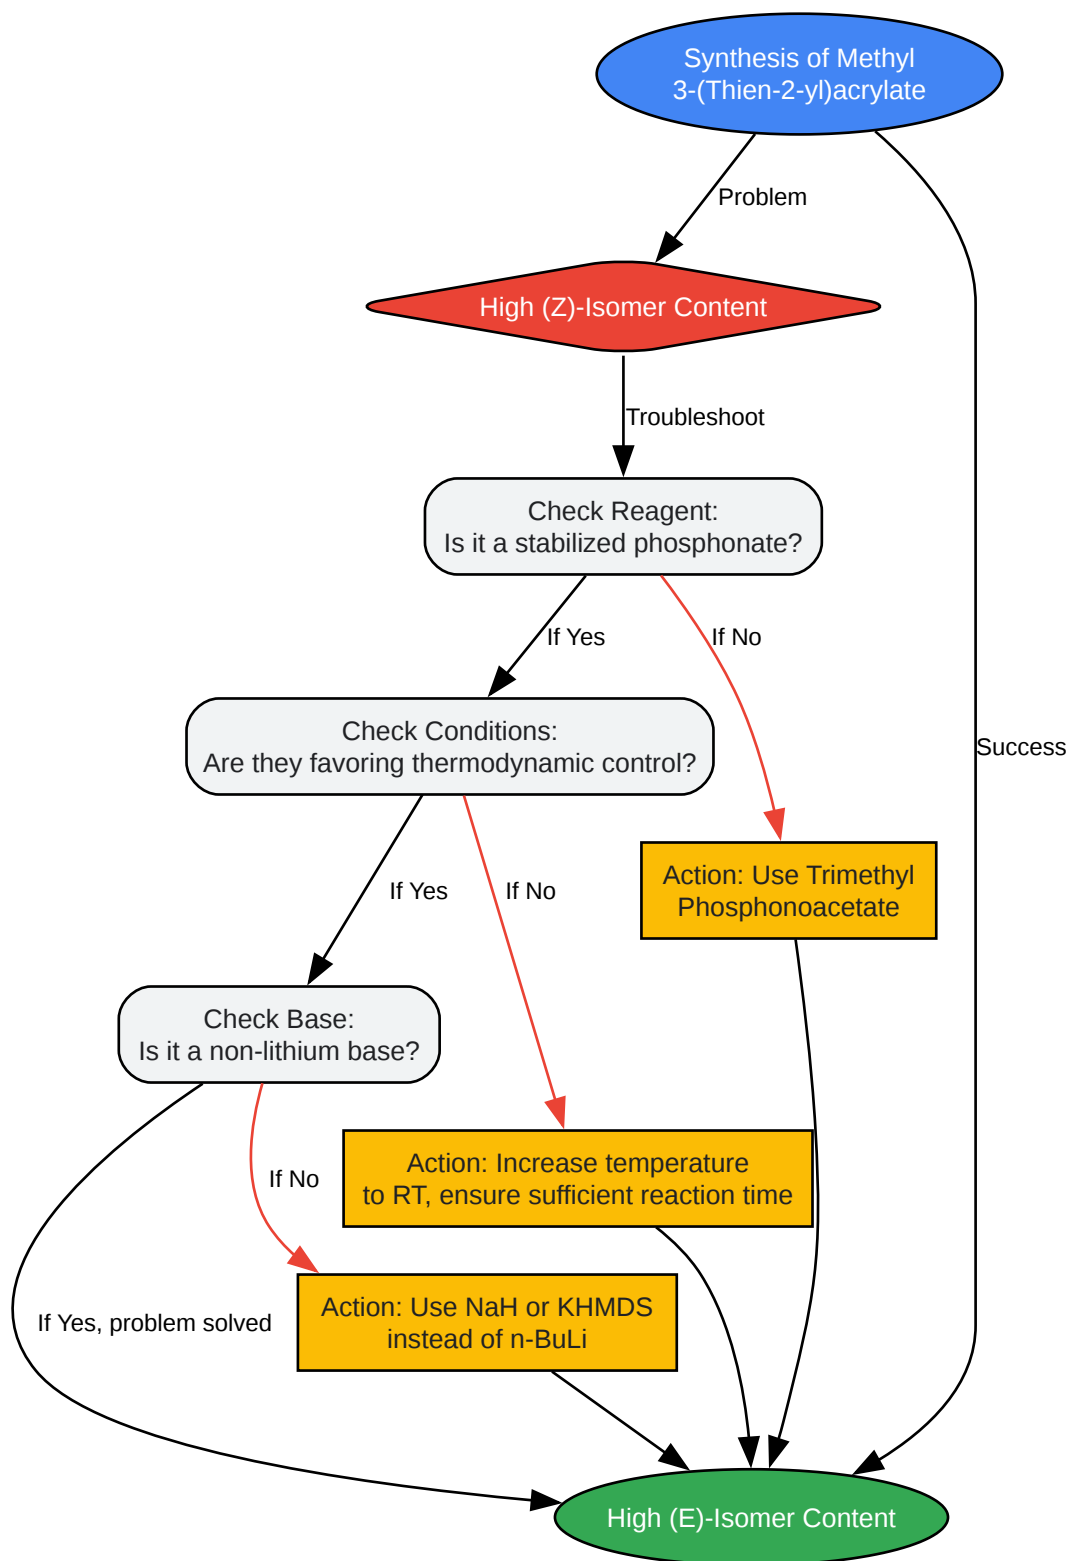 Synthesis of Methyl
3-(Thien-2-yl)acrylate
Problem
High (Z)-Isomer Content
Troubleshoot
Check Reagent:
Is it a stabilized phosphonate?
If Yes
If No
Check Conditions:
Are they favoring thermodynamic control?
Success
If Yes
If No
Action: Use Trimethyl
Phosphonoacetate
Check Base:
Is it a non-lithium base?
If No
Action: Increase temperature
to RT, ensure sufficient reaction time
If Yes, problem solved
Action: Use NaH or KHMDS
instead of n-BuLi
High (E)-Isomer Content